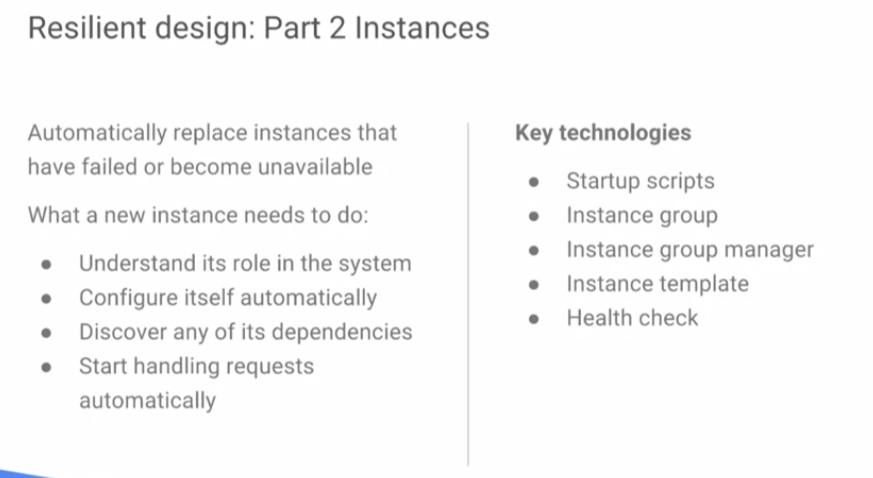 Resilient design: Part 2 Instances
Automatically replace instances that
have failed or become unavailable
What a new instance needs to do:
● Understand its role in the system
● Configure itself automatically
● Discover any of its dependencies
● Start handling requests
automatically
Key technologies
● Startup scripts
● Instance group
● Instance group manager
● Instance template
● Health check